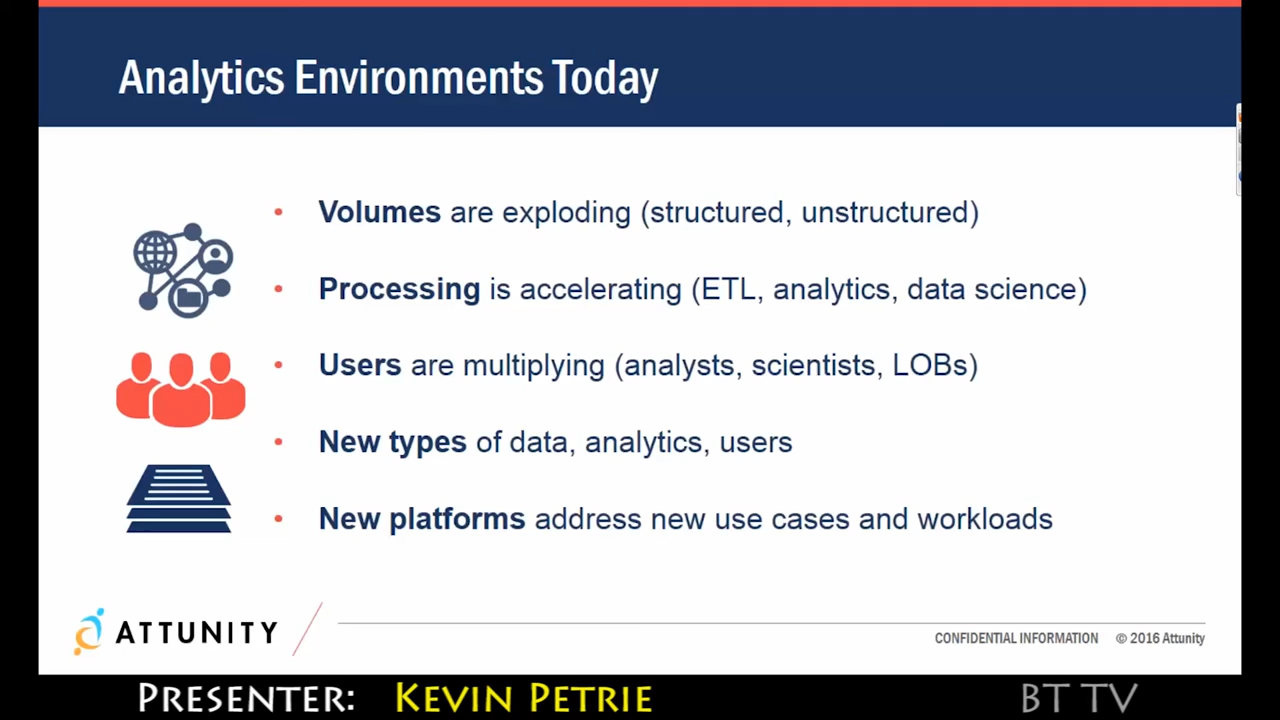 Analytics Environments Today
• Volumes are exploding (structured, unstructured)
• Processing is accelerating (ETL, analytics, data science)
• Users are multiplying (analysts, scientists, LOBs)
• New types of data, analytics, users
• New platforms address new use cases and workloads
ATTUNITY
CONFIDENTIAL INFORMATION © 2016 Attunity
PRESENTER: KEVIN PETRIE
BT TV